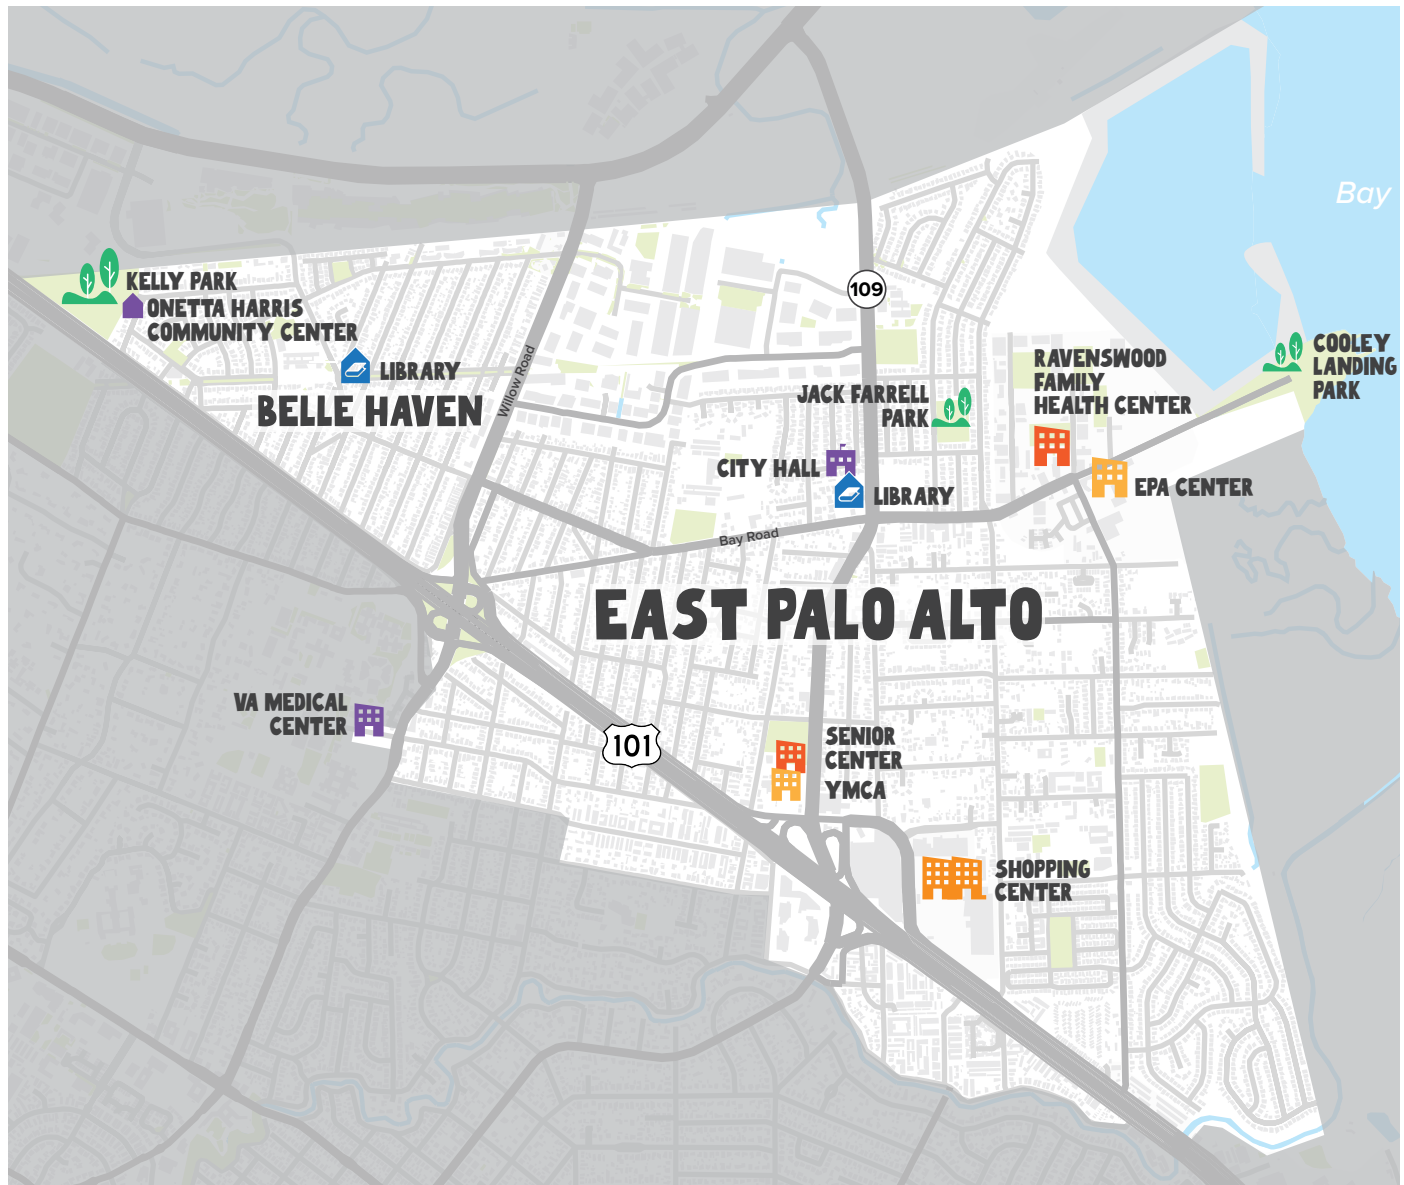 Bay
KELLY PARK
ONETTA HARRIS
COMMUNITY CENTER
LIBRARY
BELLE HAVEN
Willow Road
109
COOLEY
LANDING
PARK
RAVENSWOOD
FAMILY
HEALTH CENTER
JACK FARRELL
PARK
CITY HALL
LIBRARY
EPA CENTER
Bay Road
EAST PALO ALTO
VA MEDICAL
CENTER
101
SENIOR
CENTER
YMCA
SHOPPING
CENTER